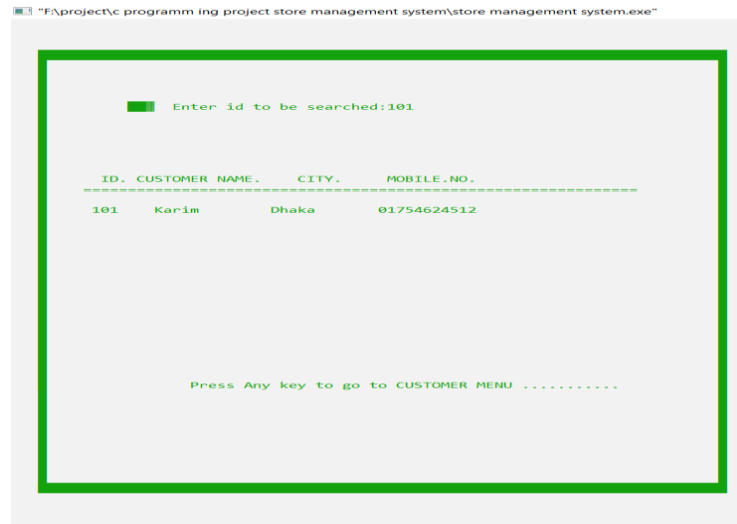 "F:\project\c programm ing project store management system\store management system.exe"
Enter id to be searched:101
ID. CUSTOMER NAME. CITY. MOBILE.NO.
==============================================================
101 Karim Dhaka 01754624512
Press Any key to go to CUSTOMER MENU ...........